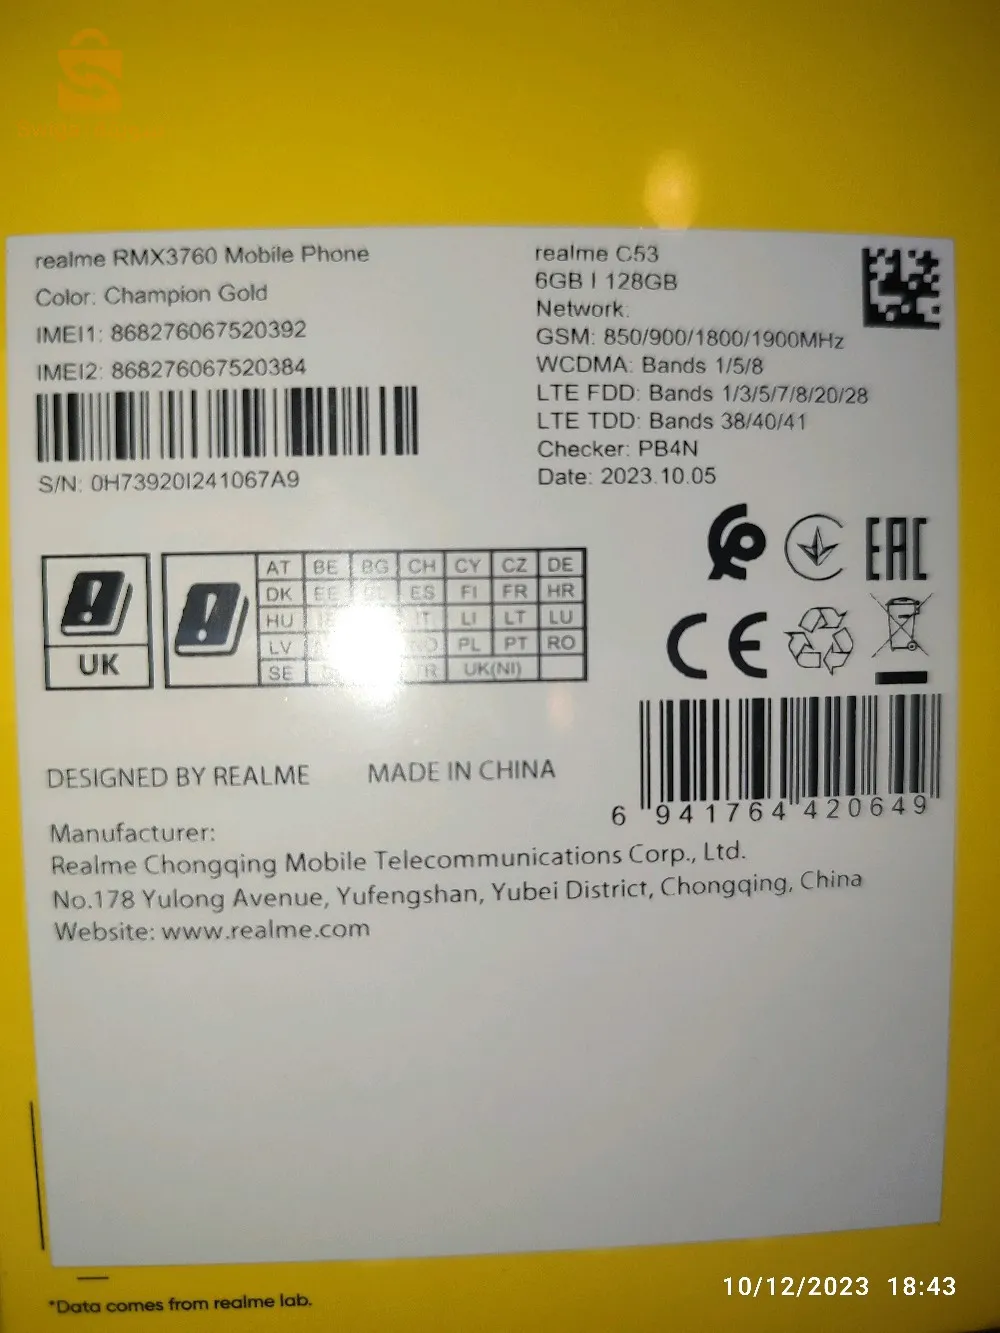 realme RMX3760 Mobile Phone
Color: Champion Gold
IMEI1: 868276067520392
IMEI2: 868276067520384
S/N: 0H73920I241067A9
realme C53
6GB | 128GB
Network:
GSM: 850/900/1800/1900MHz
WCDMA: Bands 1/5/8
LTE FDD: Bands 1/3/5/7/8/20/28
LTE TDD: Bands 38/40/41
Checker: PB4N
Date: 2023.10.05
EAC
CE
UK
AT BE BG CH CY CZ DE
DK EE ES FI FR HR
HU IT LI LT LU
LV NO PL PT RO
SE TR UK(NI)
6 941764 420649
DESIGNED BY REALME MADE IN CHINA
Manufacturer:
Realme Chongqing Mobile Telecommunications Corp., Ltd.
No.178 Yulong Avenue, Yufengshan, Yubei District, Chongqing, China
Website: www.realme.com
*Data comes from realme lab.
10/12/2023 18:43